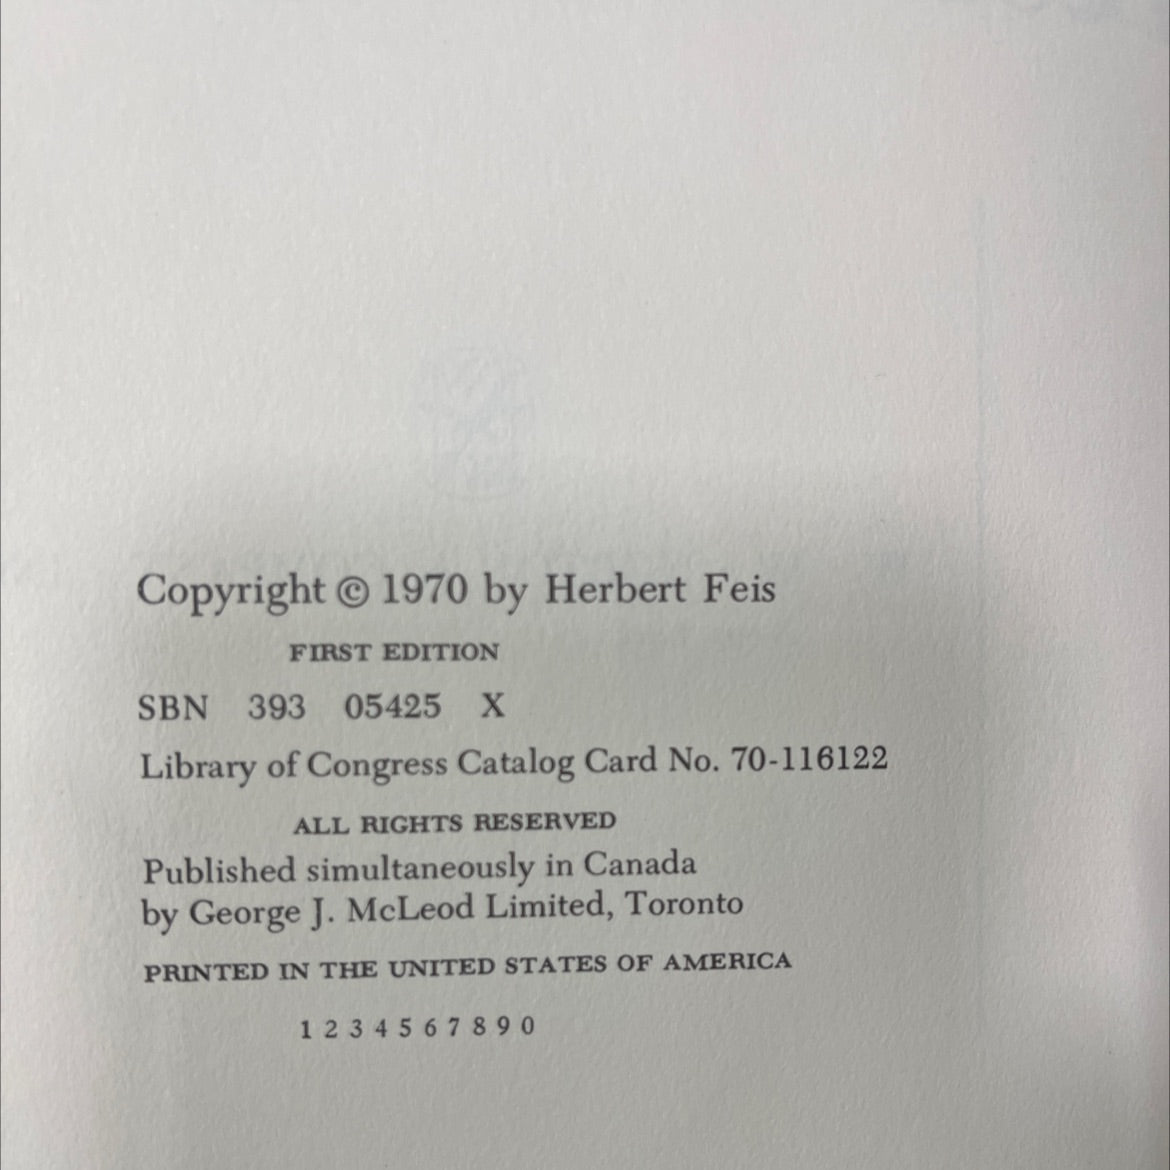 Copyright © 1970 by Herbert Feis
FIRST EDITION
SBN 393 05425 X
Library of Congress Catalog Card No. 70-116122
ALL RIGHTS RESERVED
Published simultaneously in Canada
by George J. McLeod Limited, Toronto
PRINTED IN THE UNITED STATES OF AMERICA
1 2 3 4 5 6 7 8 9 0